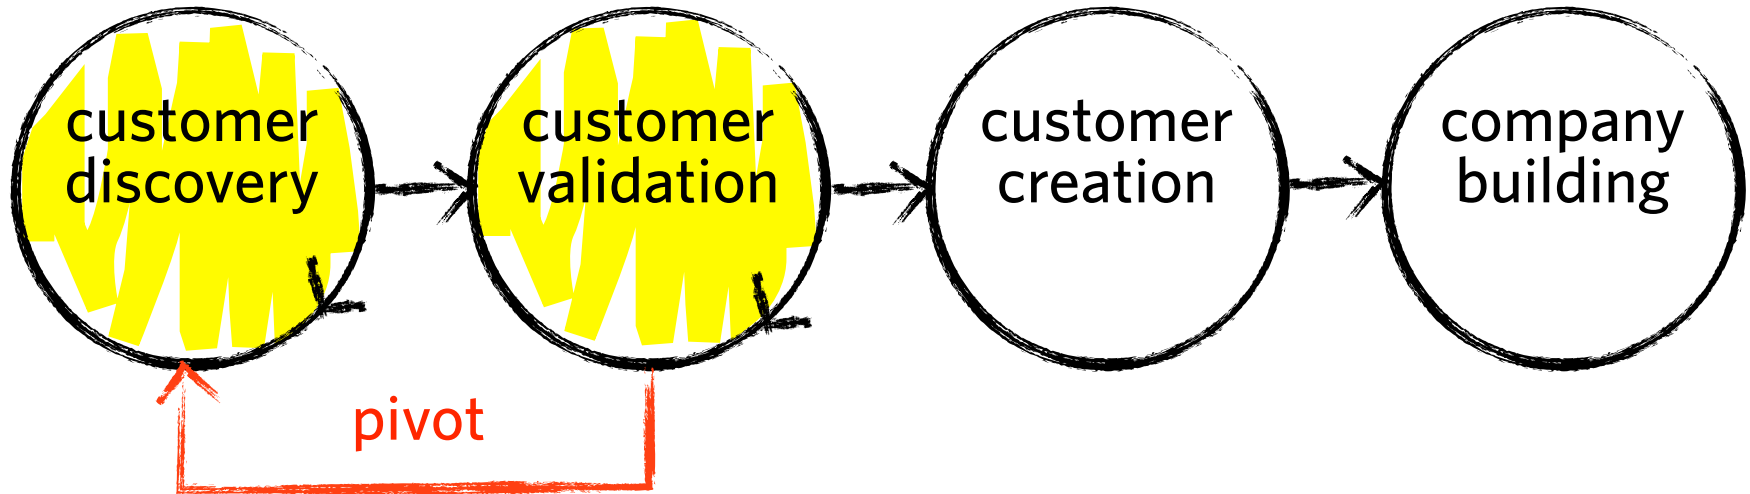 customer
discovery
customer
validation
customer
creation
company
building
pivot